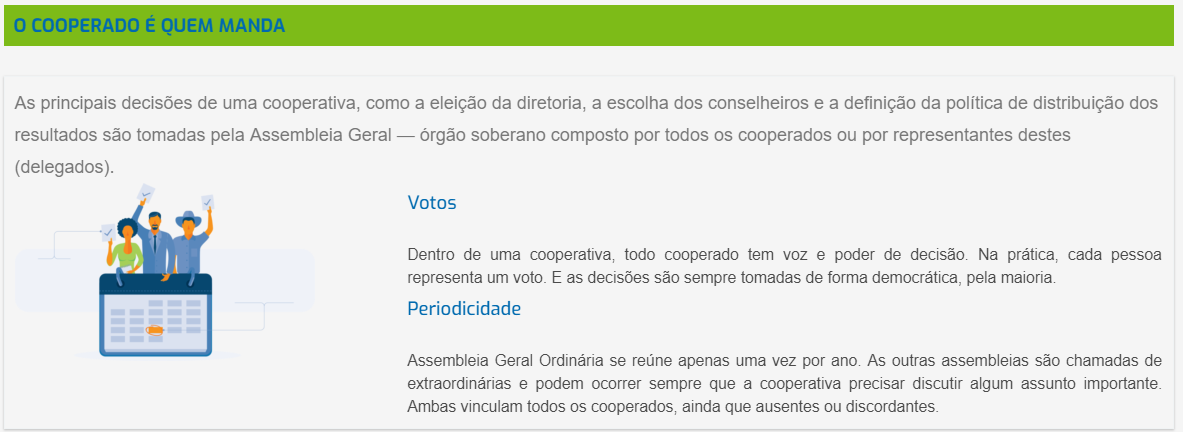 O COOPERADO É QUEM MANDA
As principais decisões de uma cooperativa, como a eleição da diretoria, a escolha dos conselheiros e a definição da política de distribuição dos
resultados são tomadas pela Assembleia Geral — órgão soberano composto por todos os cooperados ou por representantes destes
(delegados).
Votos
Dentro de uma cooperativa, todo cooperado tem voz e poder de decisão. Na prática, cada pessoa
representa um voto. E as decisões são sempre tomadas de forma democrática, pela maioria.
Periodicidade
Assembleia Geral Ordinária se reúne apenas uma vez por ano. As outras assembleias são chamadas de
extraordinárias e podem ocorrer sempre que a cooperativa precisar discutir algum assunto importante.
Ambas vinculam todos os cooperados, ainda que ausentes ou discordantes.